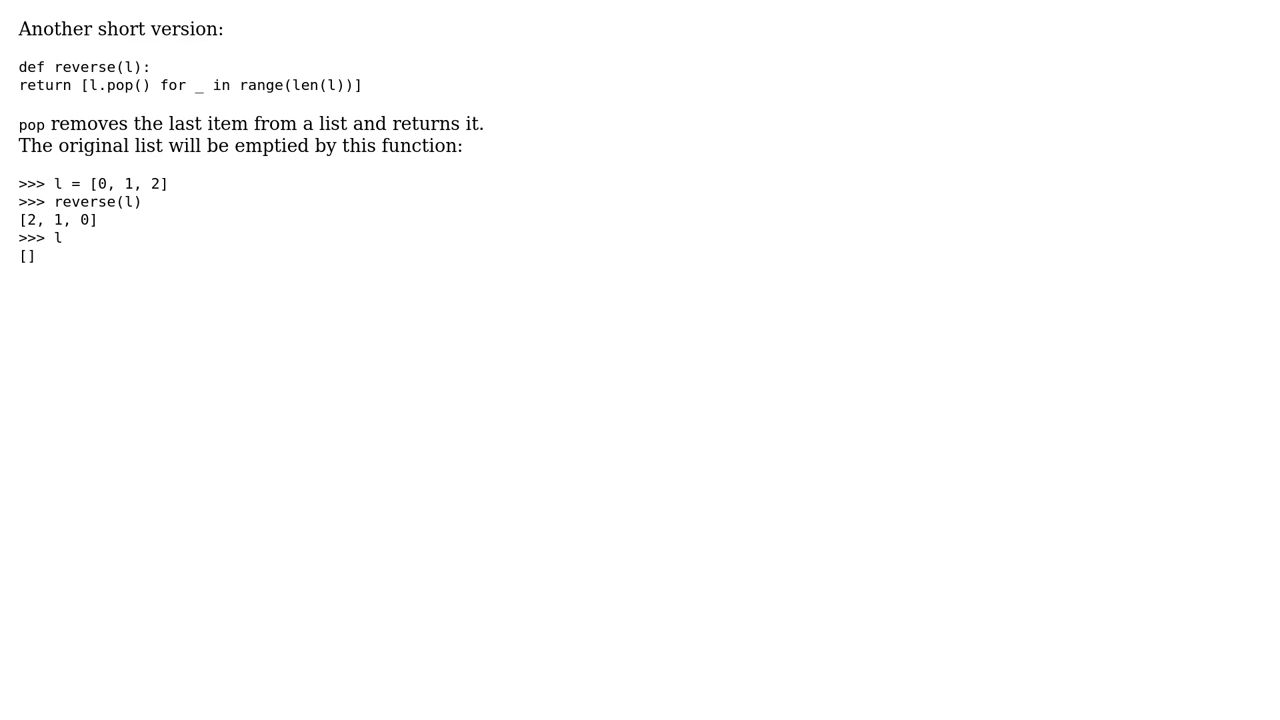 Another short version:
def reverse(l):
return [l.pop() for _ in range(len(l))]
pop removes the last item from a list and returns it.
The original list will be emptied by this function:
>>> l = [0, 1, 2]
>>> reverse(l)
[2, 1, 0]
>>> l
[]